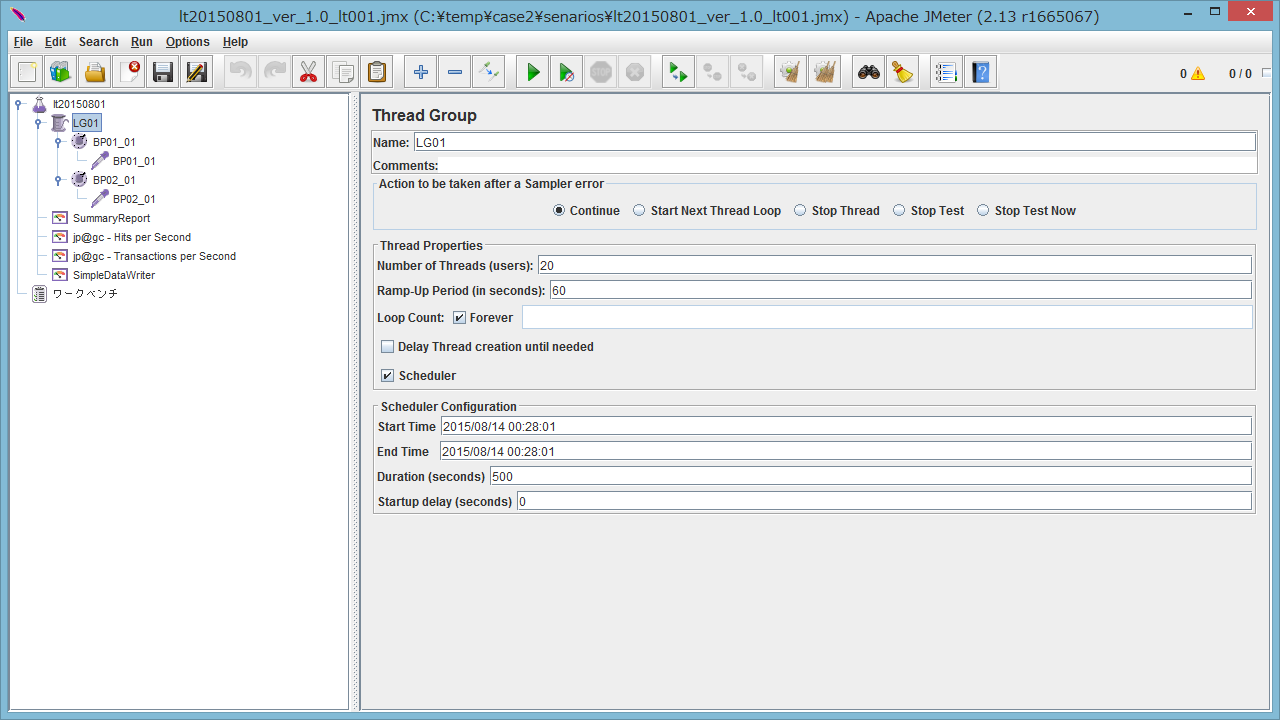 lt20150801_ver_1.0_lt001.jmx (C:¥temp¥case2¥senarios¥lt20150801_ver_1.0_lt001.jmx) - Apache JMeter (2.13 r1665067)
File Edit Search Run Options Help
0 0 / 0
lt20150801
LG01
BP01_01
BP01_01
BP02_01
BP02_01
SummaryReport
jp@gc - Hits per Second
jp@gc - Transactions per Second
SimpleDataWriter
ワークベンチ
Thread Group
Name: LG01
Comments:
Action to be taken after a Sampler error
Continue Start Next Thread Loop Stop Thread Stop Test Stop Test Now
Thread Properties
Number of Threads (users): 20
Ramp-Up Period (in seconds): 60
Loop Count: Forever
Delay Thread creation until needed
Scheduler
Scheduler Configuration
Start Time 2015/08/14 00:28:01
End Time 2015/08/14 00:28:01
Duration (seconds) 500
Startup delay (seconds) 0